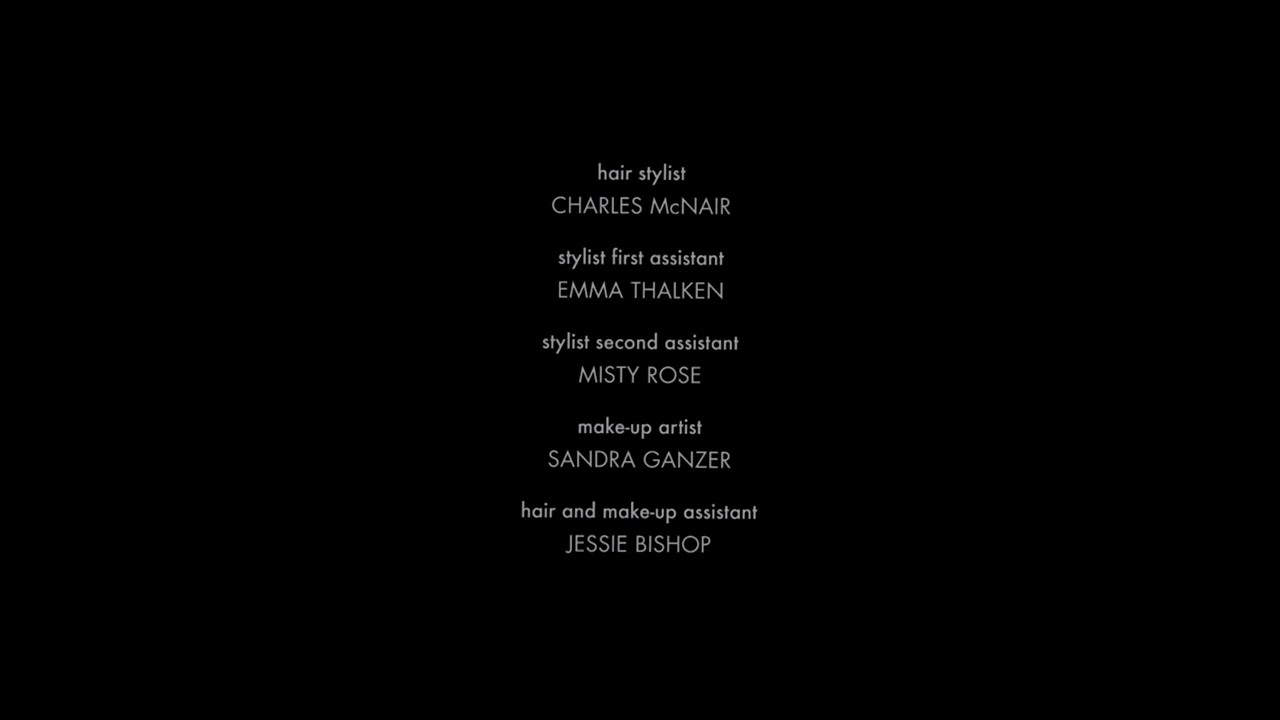 hair stylist
CHARLES McNAIR
stylist first assistant
EMMA THALKEN
stylist second assistant
MISTY ROSE
make-up artist
SANDRA GANZER
hair and make-up assistant
JESSIE BISHOP